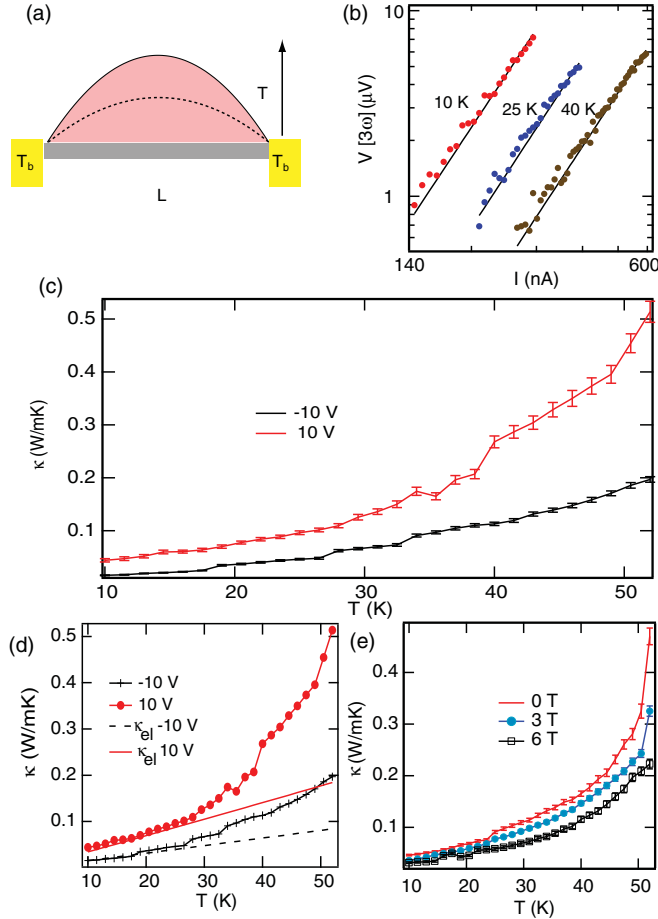 (a)
T
T_b
T_b
L
(b)
V [3ω] (μV)
10
1
10 K
25 K
40 K
140
600
I (nA)
(c)
κ (W/mK)
0.5
0.4
0.3
0.2
0.1
-10 V
10 V
10
20
30
40
50
T (K)
(d)
κ (W/mK)
0.5
0.4
0.3
0.2
0.1
-10 V
10 V
κ_el -10 V
κ_el 10 V
10
20
30
40
50
T (K)
(e)
κ (W/mK)
0.5
0.4
0.3
0.2
0.1
0 T
3 T
6 T
10
20
30
40
50
T (K)